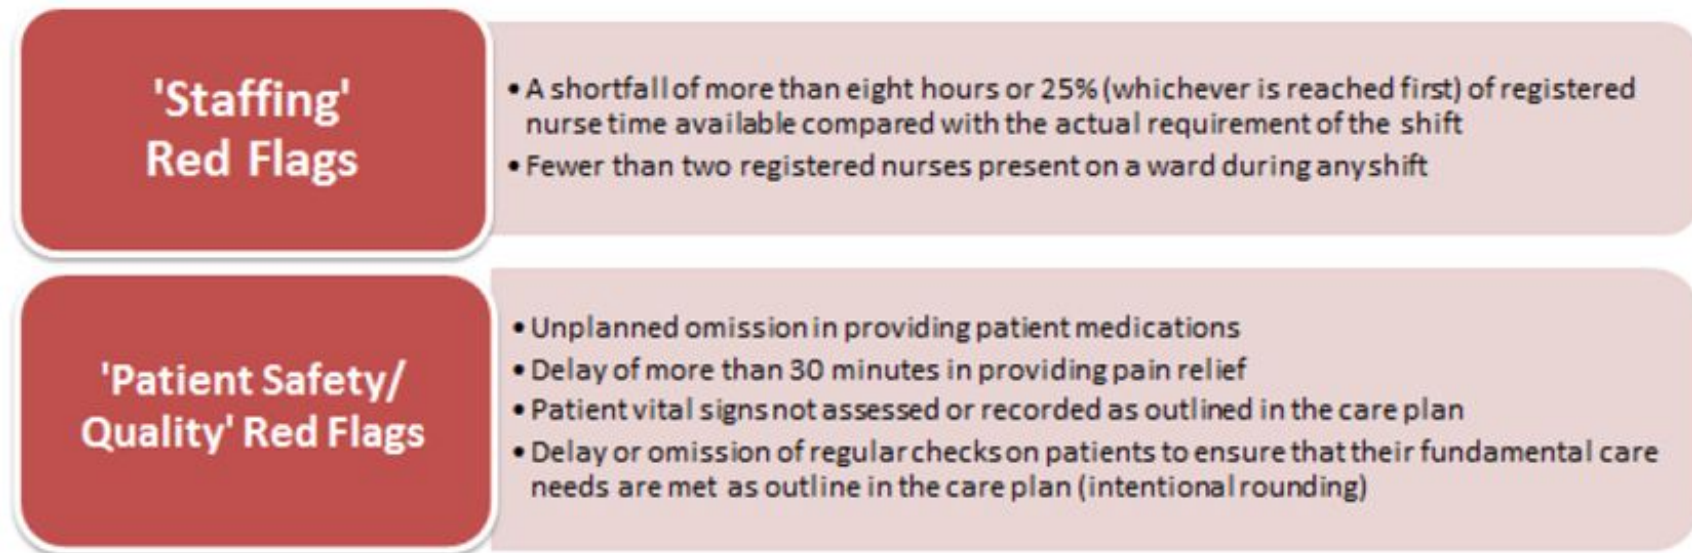 'Staffing'
Red Flags
• A shortfall of more than eight hours or 25% (whichever is reached first) of registered
nurse time available compared with the actual requirement of the shift
• Fewer than two registered nurses present on a ward during any shift
'Patient Safety/
Quality' Red Flags
• Unplanned omission in providing patient medications
• Delay of more than 30 minutes in providing pain relief
• Patient vital signs not assessed or recorded as outlined in the care plan
• Delay or omission of regular checks on patients to ensure that their fundamental care
needs are met as outline in the care plan (intentional rounding)